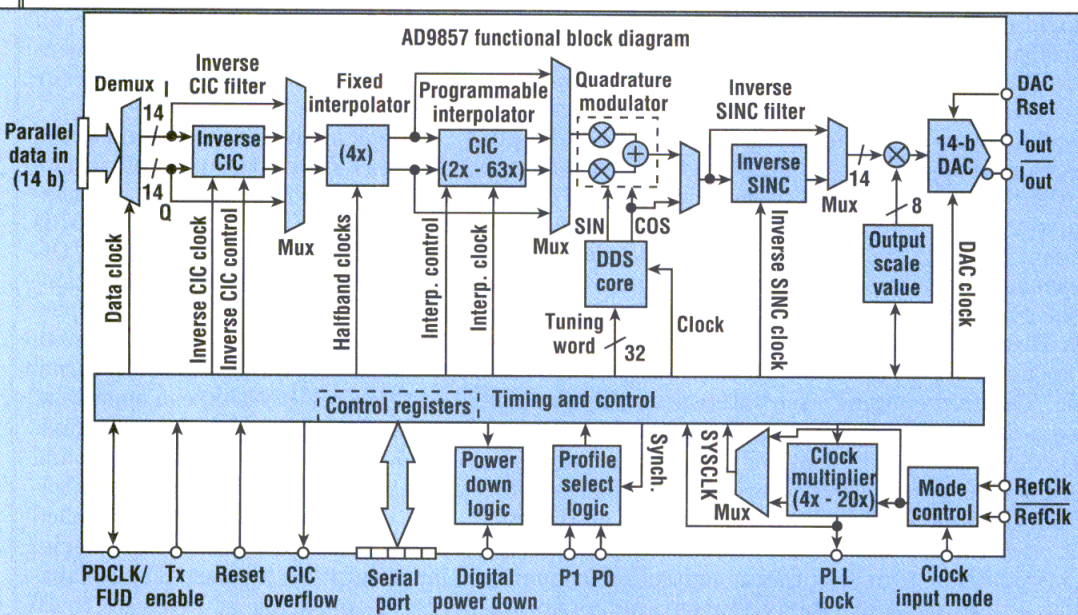 AD9857 functional block diagram
Demux
I
14
14
Q
Parallel
data in
(14 b)
Inverse
CIC filter
Inverse
CIC
Mux
Fixed
interpolator
(4x)
Programmable
interpolator
CIC
(2x - 63x)
Mux
Quadrature
modulator
SIN
COS
DDS
core
Tuning
word
32
Clock
Inverse
SINC filter
Inverse
SINC
Mux
14
8
Output
scale
value
14-b
DAC
DAC
Rset
Iout
Iout
Data clock
Inverse CIC clock
Inverse CIC control
Halfband clocks
Interp. control
Interp. clock
Inverse SINC clock
DAC clock
Control registers
Timing and control
Power
down
logic
Profile
select
logic
Synch.
SYSCLK
Mux
Clock
multiplier
(4x - 20x)
Mode
control
RefClk
RefClk
PDCLK/
FUD
Tx
enable
Reset
CIC
overflow
Serial
port
Digital
power down
P1
P0
PLL
lock
Clock
input mode